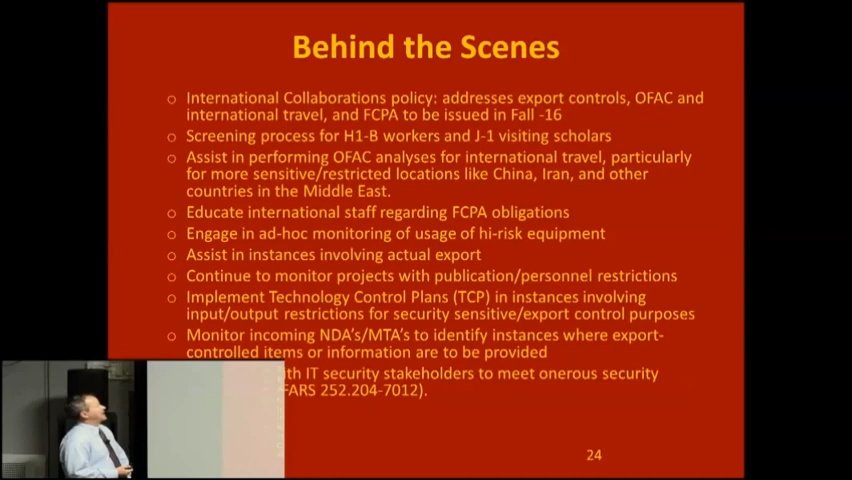 Behind the Scenes
International Collaborations policy: addresses export controls, OFAC and
international travel, and FCPA to be issued in Fall -16
Screening process for H1-B workers and J-1 visiting scholars
Assist in performing OFAC analyses for international travel, particularly
for more sensitive/restricted locations like China, Iran, and other
countries in the Middle East.
Educate international staff regarding FCPA obligations
Engage in ad-hoc monitoring of usage of hi-risk equipment
Assist in instances involving actual export
Continue to monitor projects with publication/personnel restrictions
Implement Technology Control Plans (TCP) in instances involving
input/output restrictions for security sensitive/export control purposes
Monitor incoming NDA's/MTA's to identify instances where export-
controlled items or information are to be provided
IT security stakeholders to meet onerous security
252.204-7012).
24